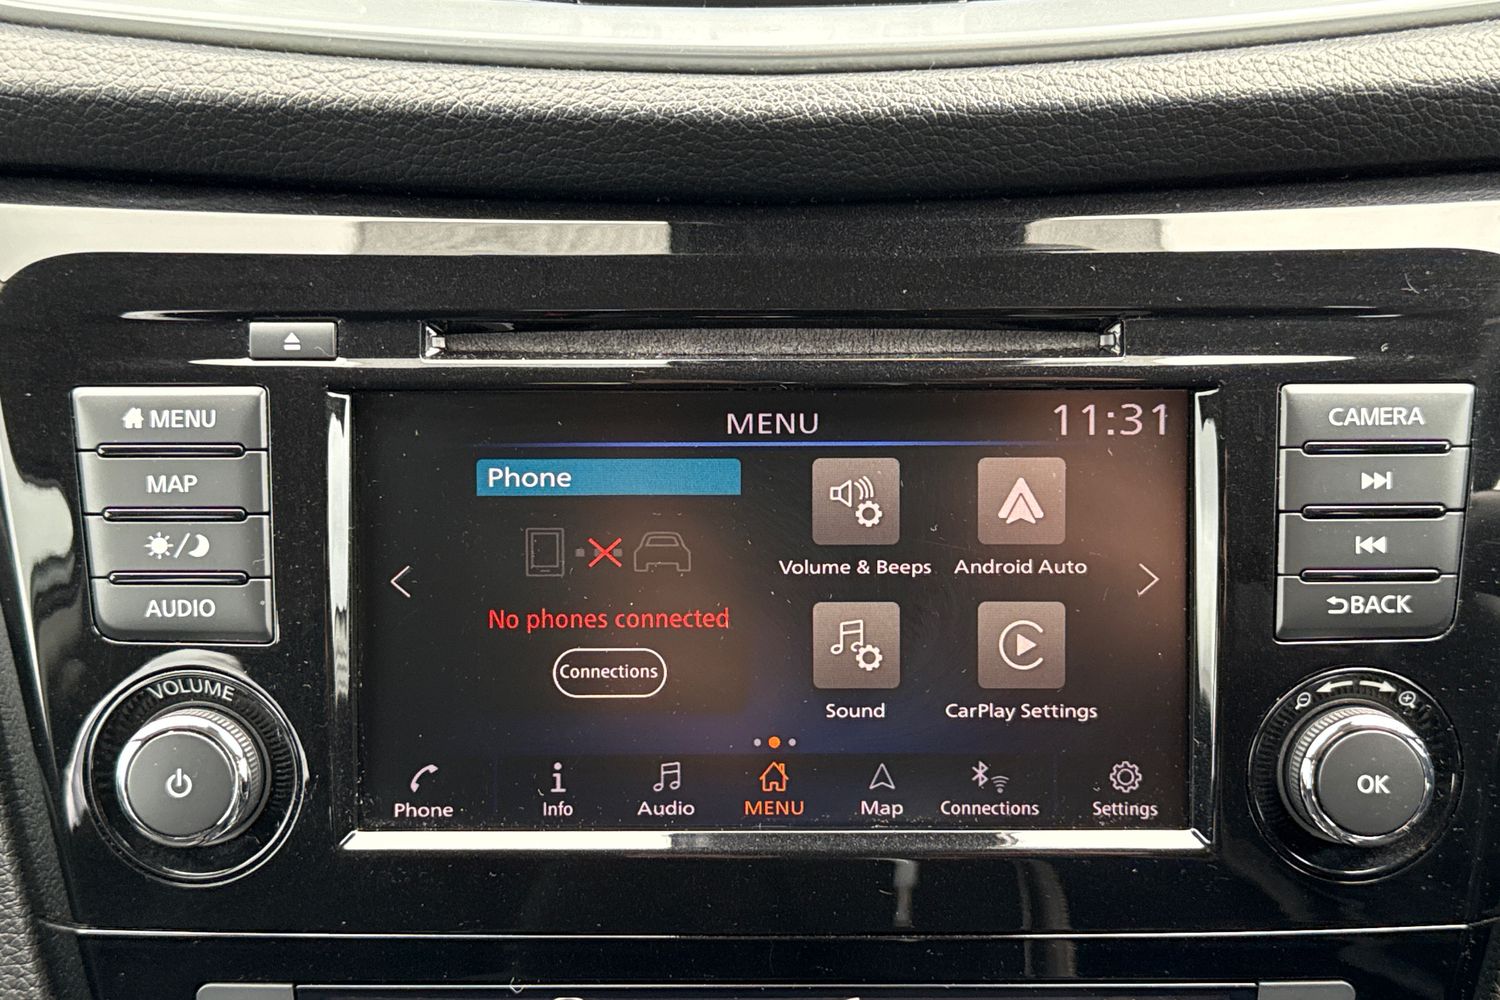 MENU
MAP
AUDIO
VOLUME
MENU
11:31
Phone
No phones connected
Connections
Volume & Beeps
Android Auto
Sound
CarPlay Settings
Phone
Info
Audio
MENU
Map
Connections
Settings
CAMERA
BACK
OK